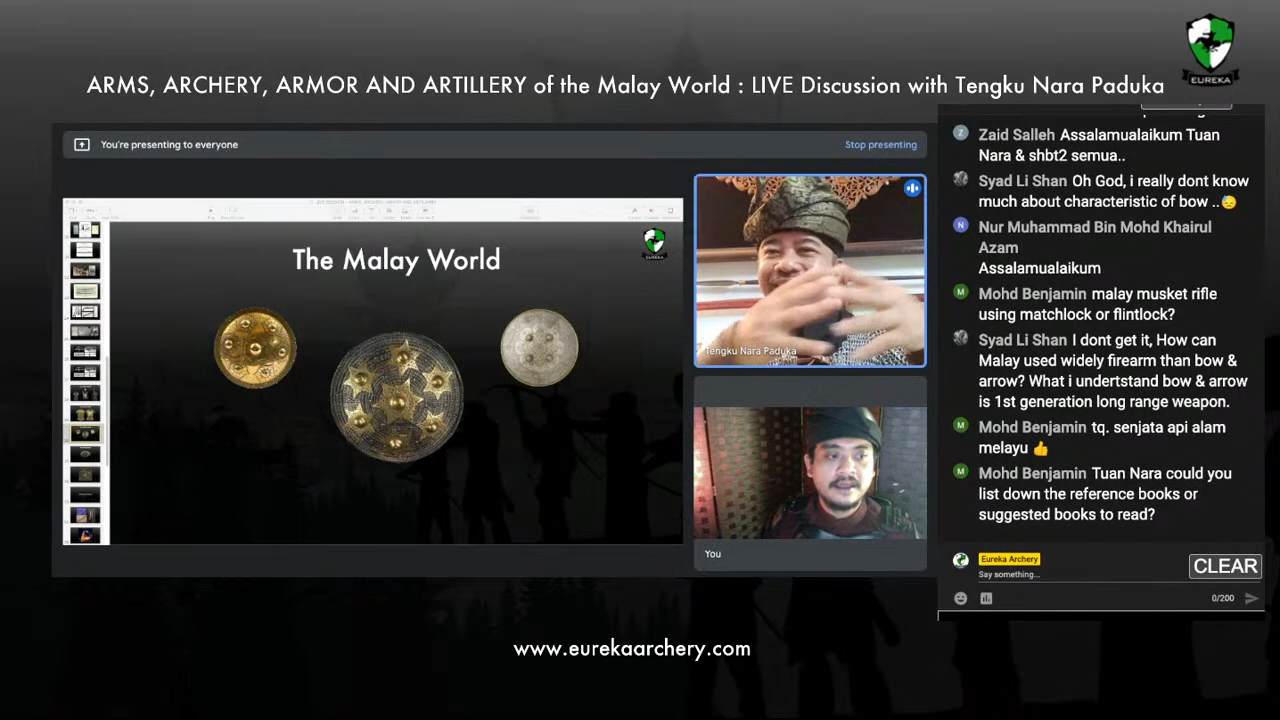 ARMS, ARCHERY, ARMOR AND ARTILLERY of the Malay World : LIVE Discussion with Tengku Nara Paduka
EUREKA
You're presenting to everyone
Stop presenting
The Malay World
EUREKA
Tengku Nara Paduka
You
Zaid Salleh Assalamualaikum Tuan
Nara & shbt2 semua..
Syad Li Shan Oh God, i really dont know
much about characteristic of bow ..😥
Nur Muhammad Bin Mohd Khairul
Azam
Assalamualaikum
Mohd Benjamin malay musket rifle
using matchlock or flintlock?
Syad Li Shan I dont get it, How can
Malay used widely firearm than bow &
arrow? What i undertstand bow & arrow
is 1st generation long range weapon.
Mohd Benjamin tq. senjata api alam
melayu 👍
Mohd Benjamin Tuan Nara could you
list down the reference books or
suggested books to read?
Eureka Archery
Say something...
CLEAR
0/200
www.eurekaarchery.com